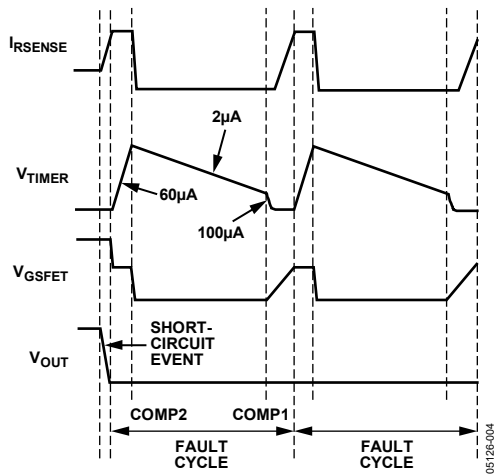 IRSENSE
2µA
VTIMER
60µA
100µA
VGSFET
SHORT-
CIRCUIT
EVENT
VOUT
COMP2
COMP1
FAULT
CYCLE
FAULT
CYCLE
05126-004